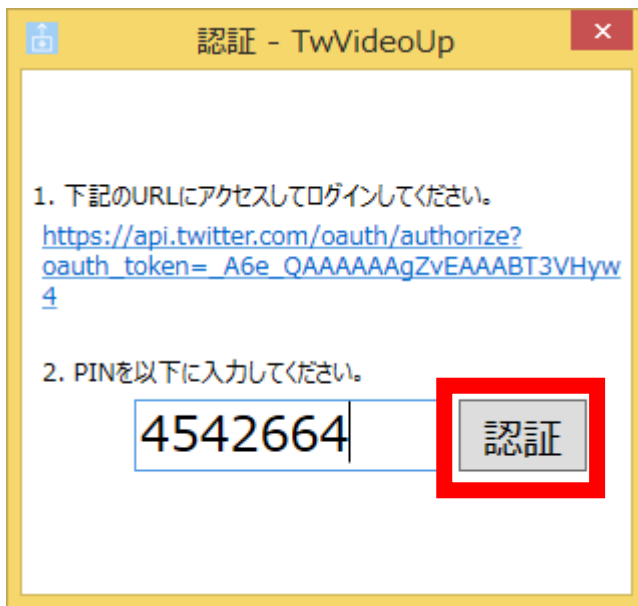 認証 - TwVideoUp
×
1. 下記のURLにアクセスしてログインしてください。
https://api.twitter.com/oauth/authorize?
oauth_token=_A6e_QAAAAAAgZvEAAABT3VHyw
4
2. PINを以下に入力してください。
4542664
認証